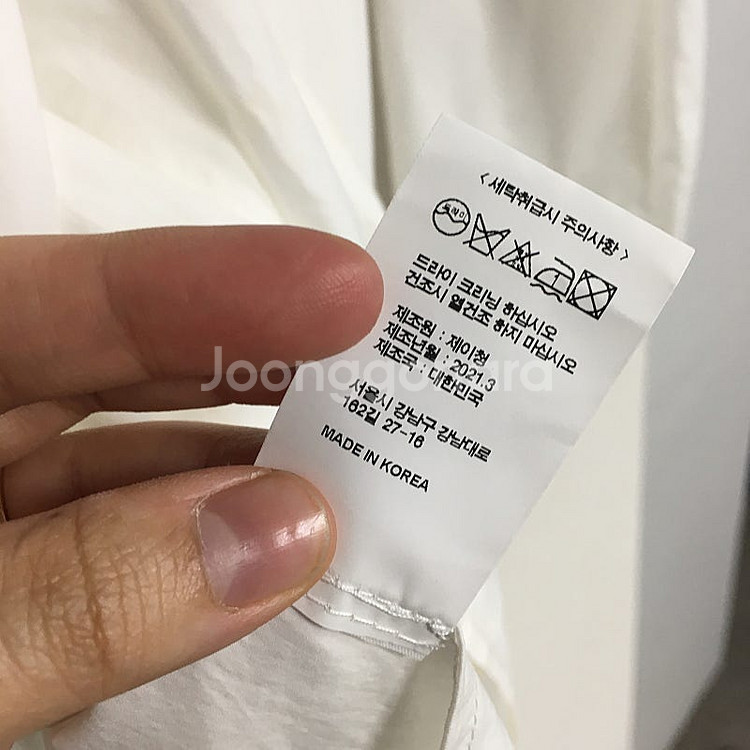 <세탁취급시 주의사항>
드라이
드라이 크리닝 하십시오
건조시 열건조 하지 마십시오
제조원 : 제이청
제조년월 : 2021.3
제조국 : 대한민국
서울시 강남구 강남대로
162길 27-16
MADE IN KOREA
Joonggonara